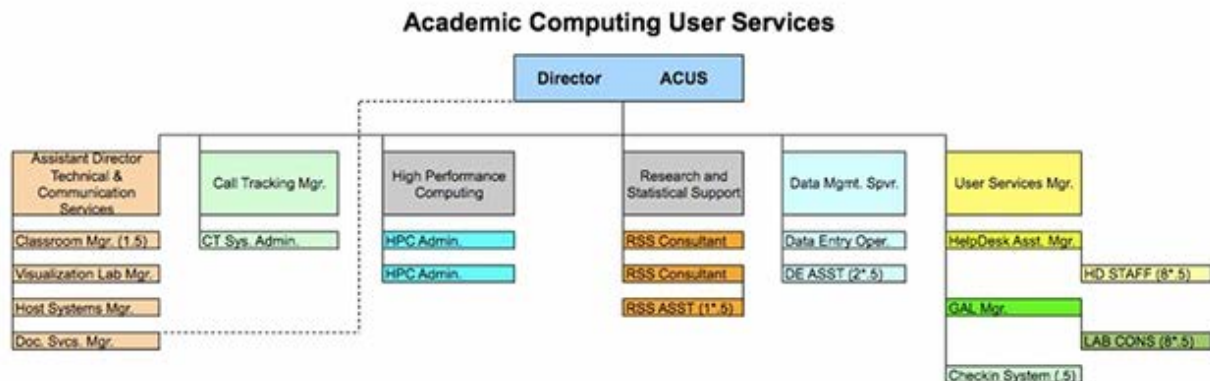 Academic Computing User Services
Director ACUS
Assistant Director
Technical &
Communication
Services
Call Tracking Mgr.
High Performance
Computing
Research and
Statistical Support
Data Mgmt. Spvr.
User Services Mgr.
Classroom Mgr. (1.5)
CT Sys. Admin.
HPC Admin.
RSS Consultant
Data Entry Oper.
HelpDesk Asst. Mgr.
Visualization Lab Mgr.
HPC Admin.
RSS Consultant
DE ASST (2*.5)
HD STAFF (8*.5)
Host Systems Mgr.
RSS ASST (1*.5)
GAL Mgr.
Doc. Svcs. Mgr.
LAB CONS (8*.5)
Checkin System (.5)